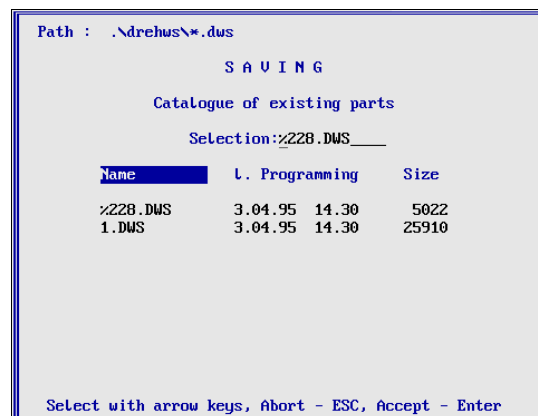 Path : .\drehws\*.dws
S A V I N G
Catalogue of existing parts
Selection:%228.DWS____
Name l. Programming Size
%228.DWS 3.04.95 14.30 5022
1.DWS 3.04.95 14.30 25910
Select with arrow keys, Abort - ESC, Accept - Enter